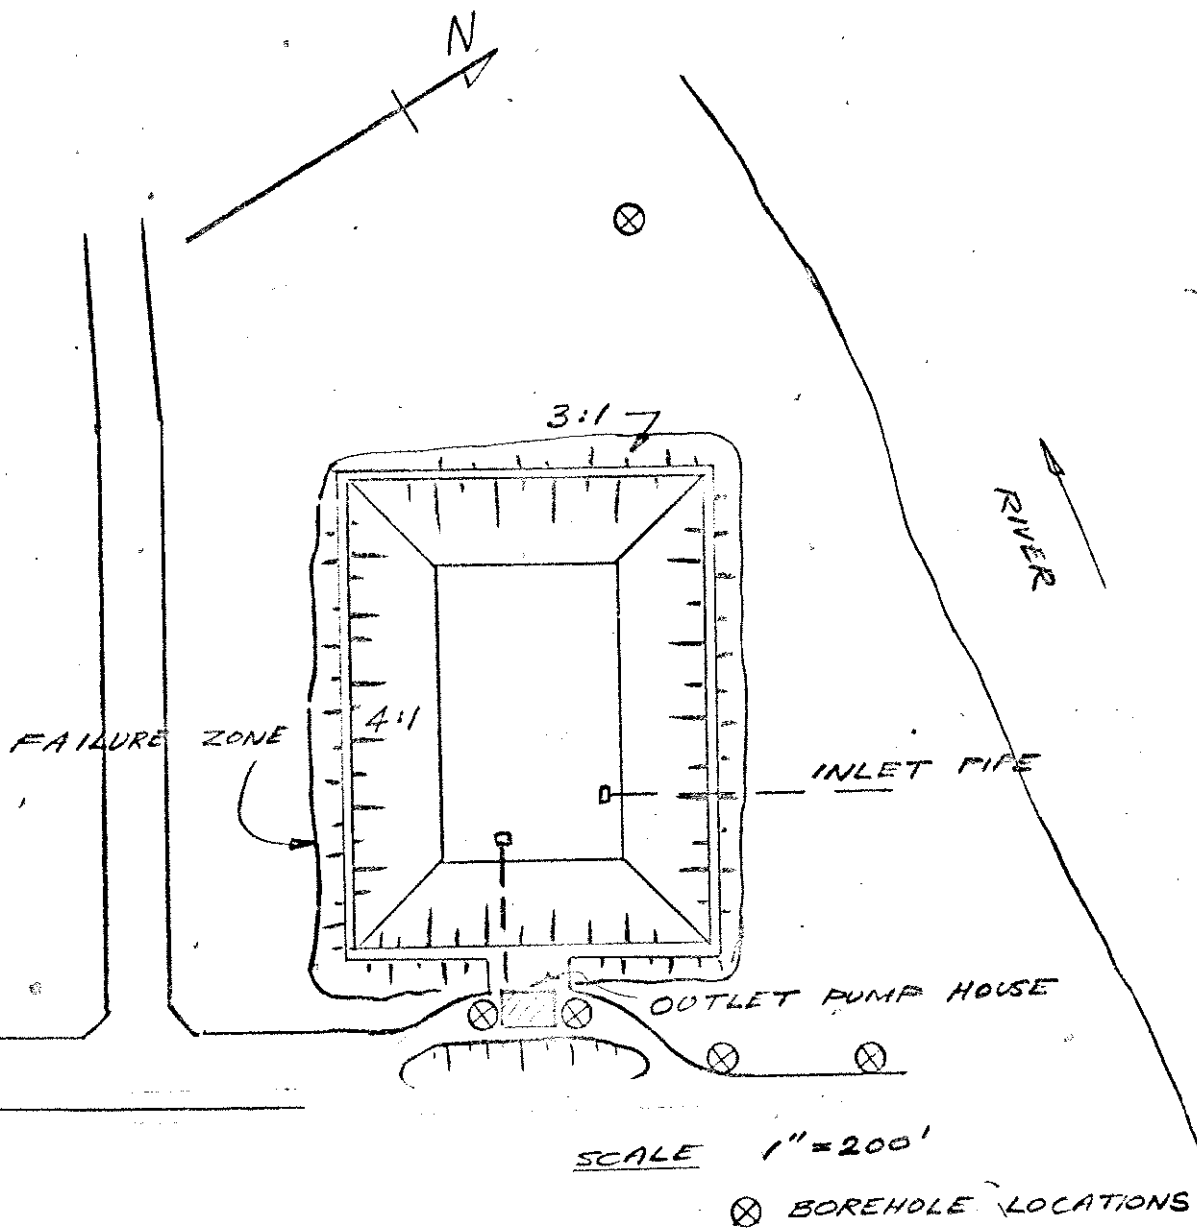 N
3:1
RIVER
4:1
FAILURE ZONE
INLET PIPE
OUTLET PUMP HOUSE
SCALE 1"=200'
BOREHOLE LOCATIONS